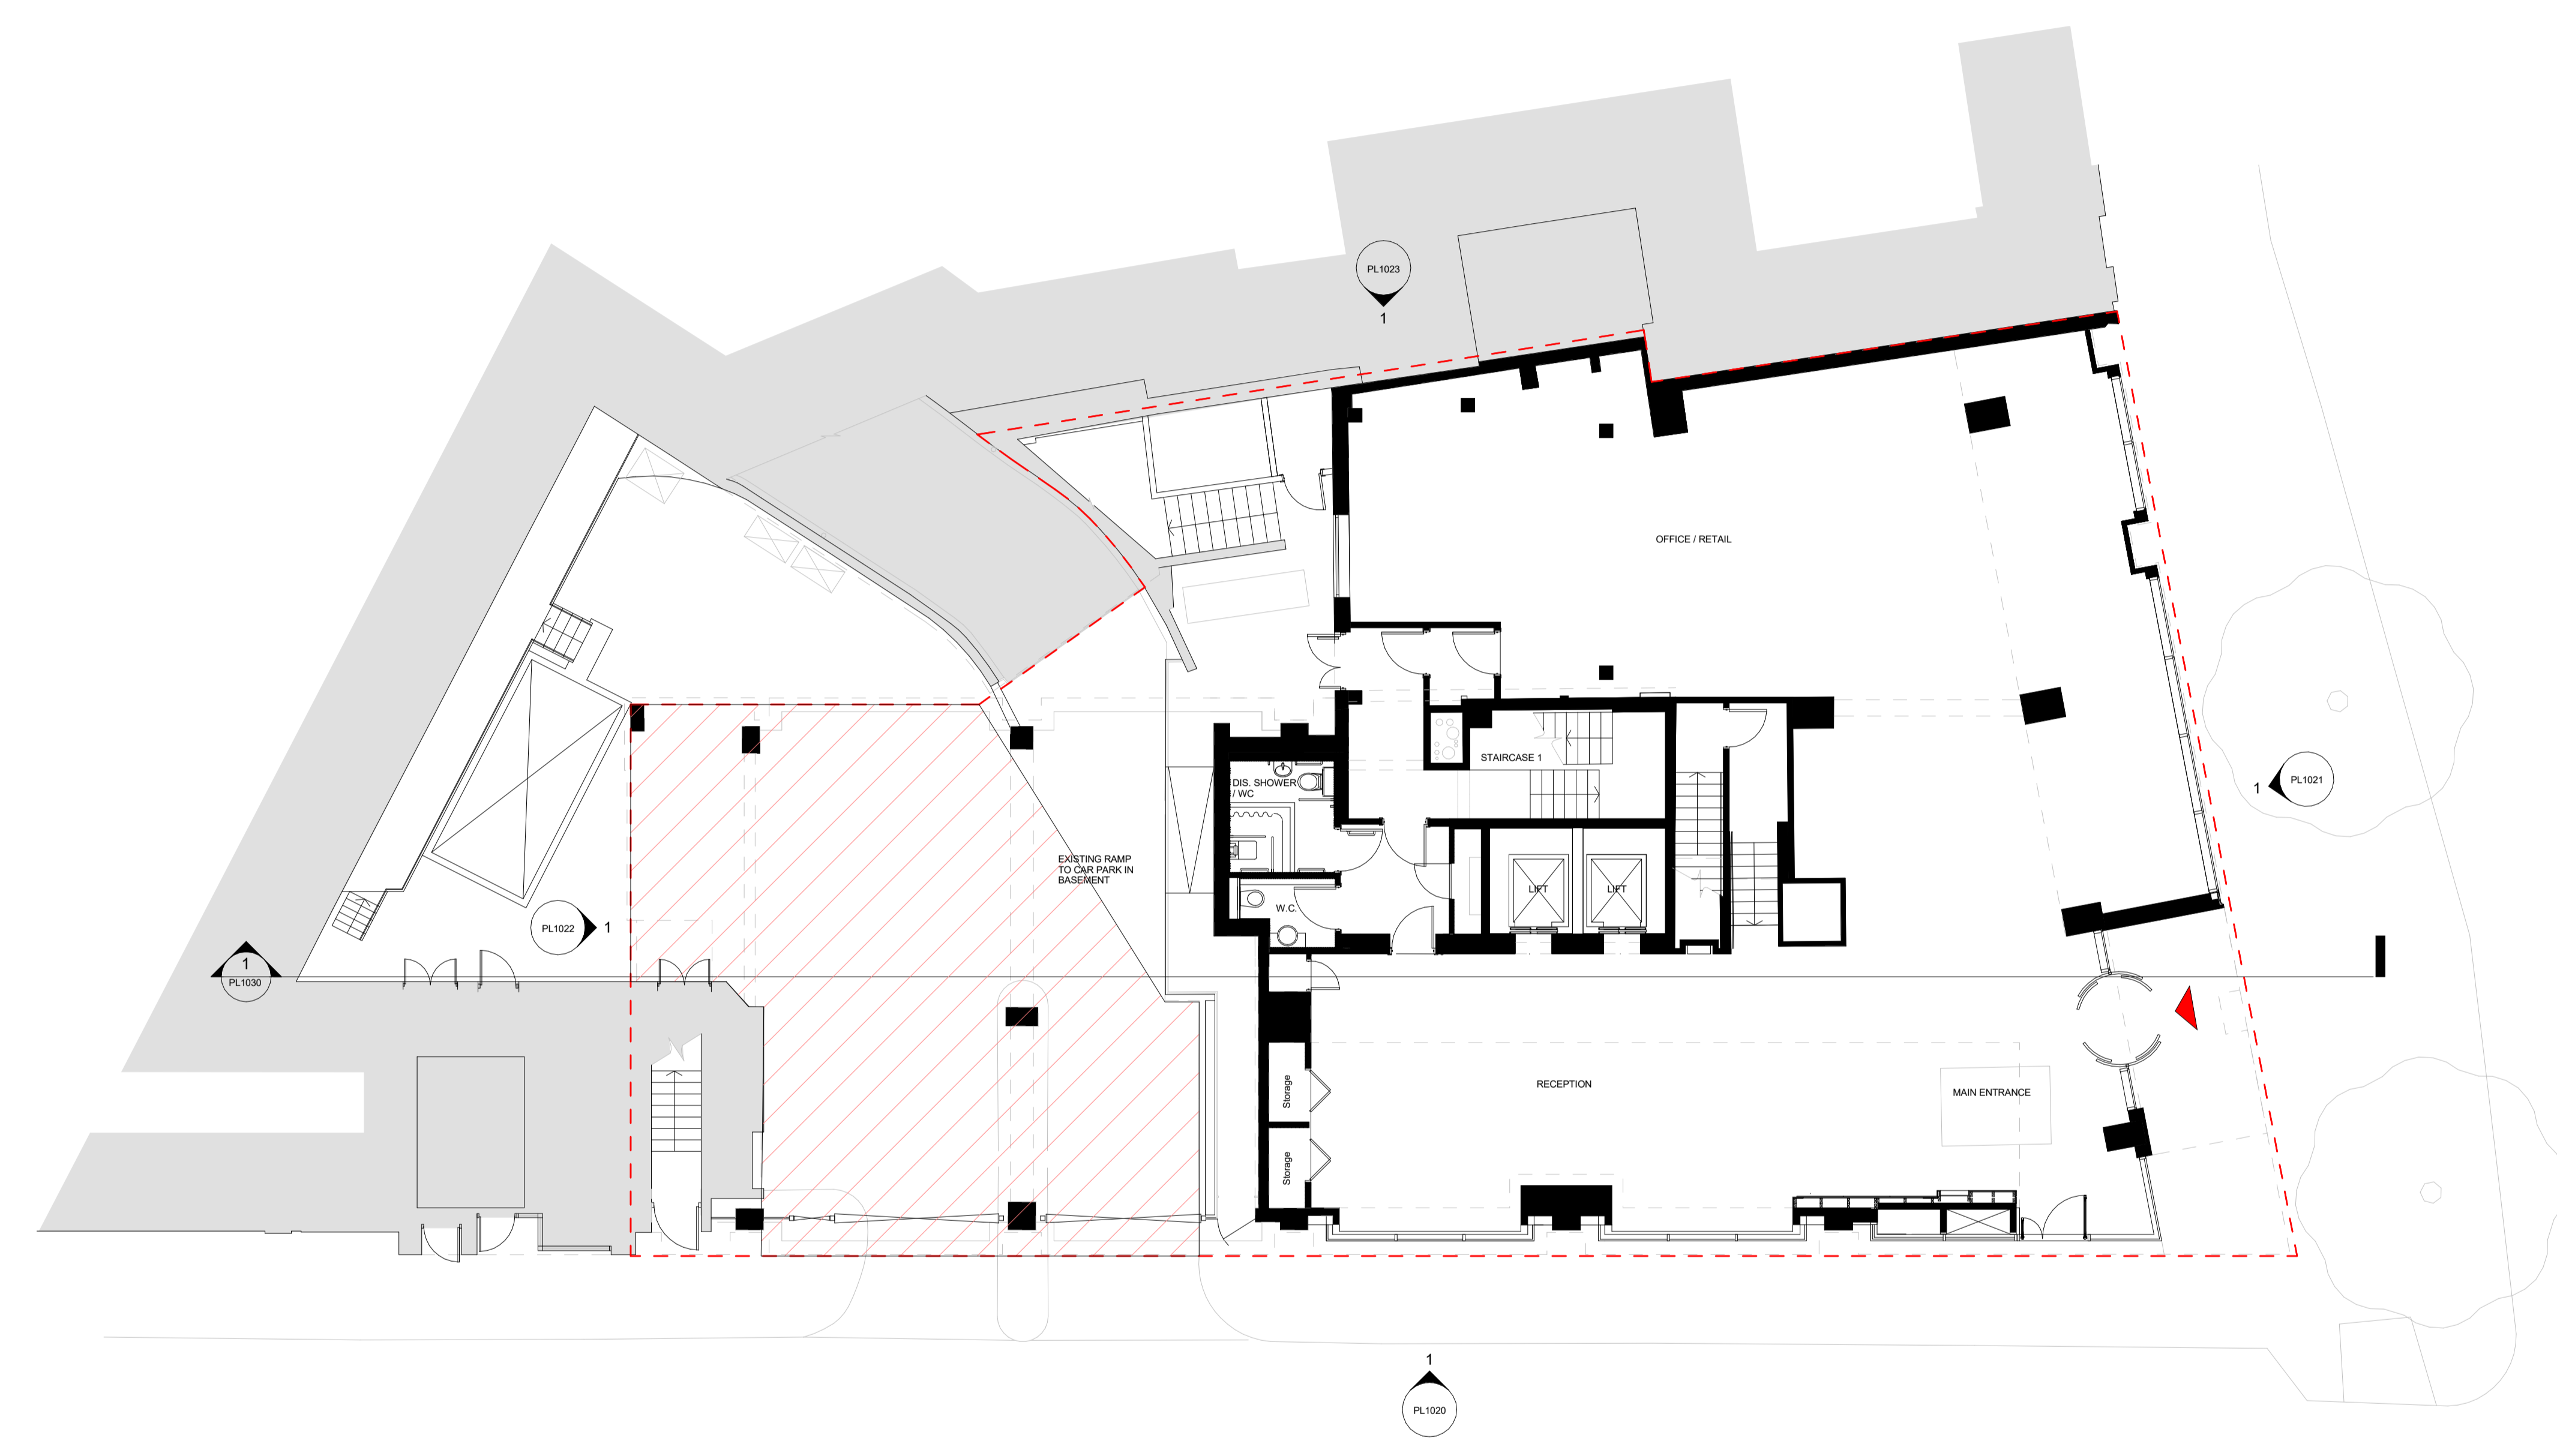 PL1023
1
OFFICE / RETAIL
STAIRCASE 1
DIS. SHOWER
/ WC
PL1021
1
EXISTING RAMP
TO CAR PARK IN
BASEMENT
LIFT
LIFT
W.C.
PL1022
1
1
PL1030
Storage
RECEPTION
MAIN ENTRANCE
Storage
1
PL1020